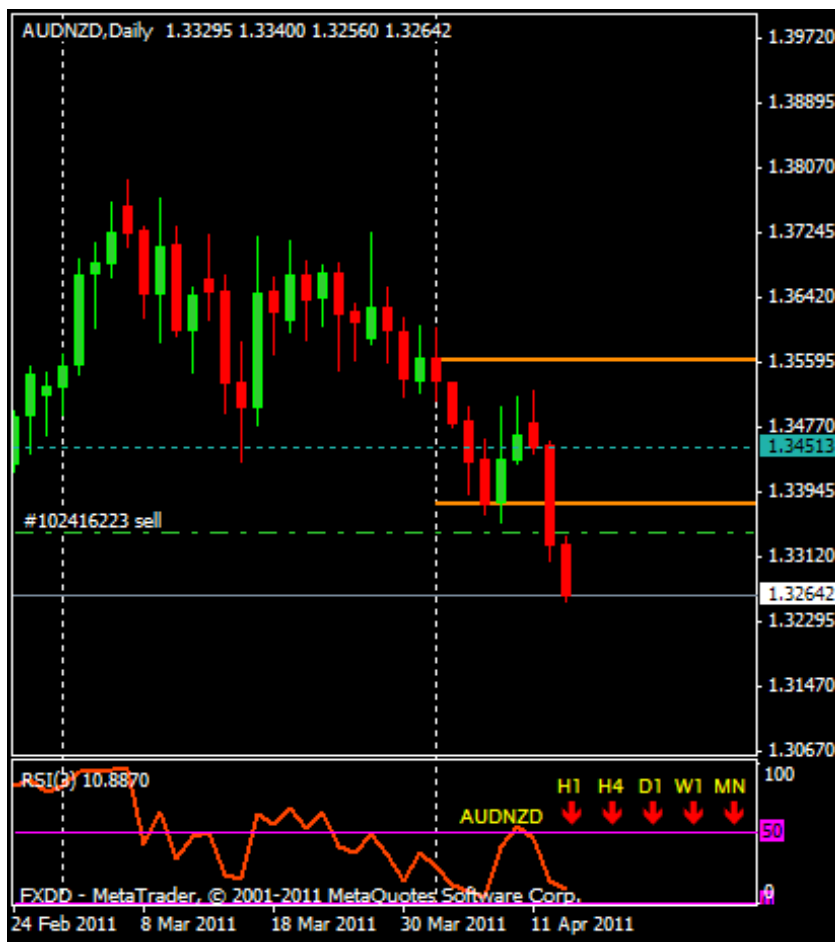 AUDNZD,Daily 1.33295 1.33400 1.32560 1.32642
1.39720
1.38895
1.38070
1.37245
1.36420
1.35595
1.34770
1.34513
1.33945
#102416223 sell
1.33120
1.32642
1.32295
1.31470
1.30670
RSI(3) 10.8870
100
H1 H4 D1 W1 MN
AUDNZD
50
0
FXDD - MetaTrader, © 2001-2011 MetaQuotes Software Corp.
24 Feb 2011 8 Mar 2011 18 Mar 2011 30 Mar 2011 11 Apr 2011